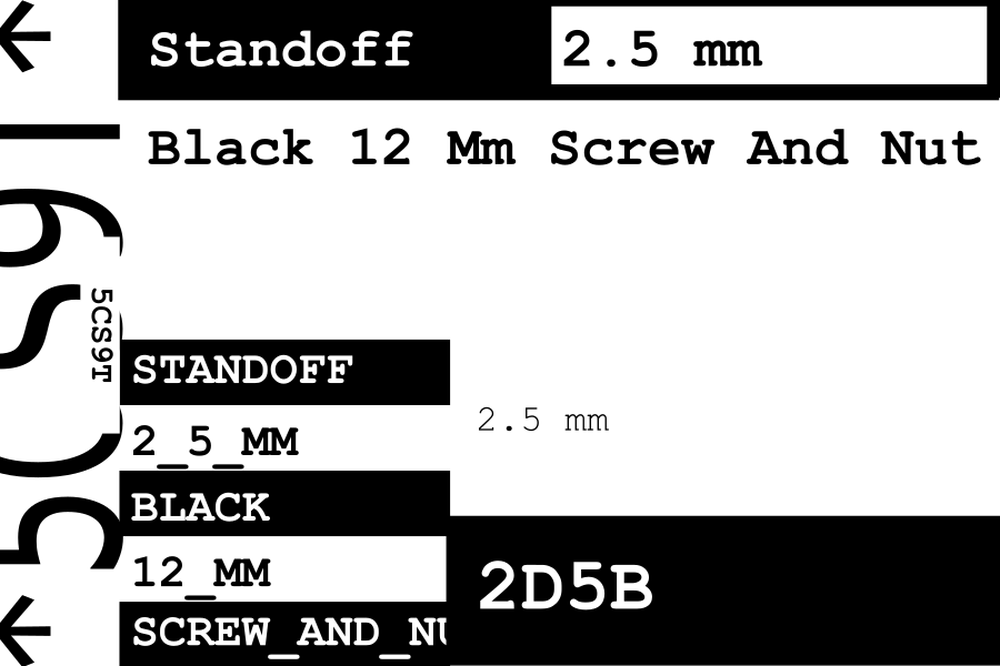 ←
Standoff
2.5 mm
Black 12 Mm Screw And Nut
5CS9T
STANDOFF
2_5_MM
2.5 mm
BLACK
12_MM
2D5B
SCREW_AND_NU
←